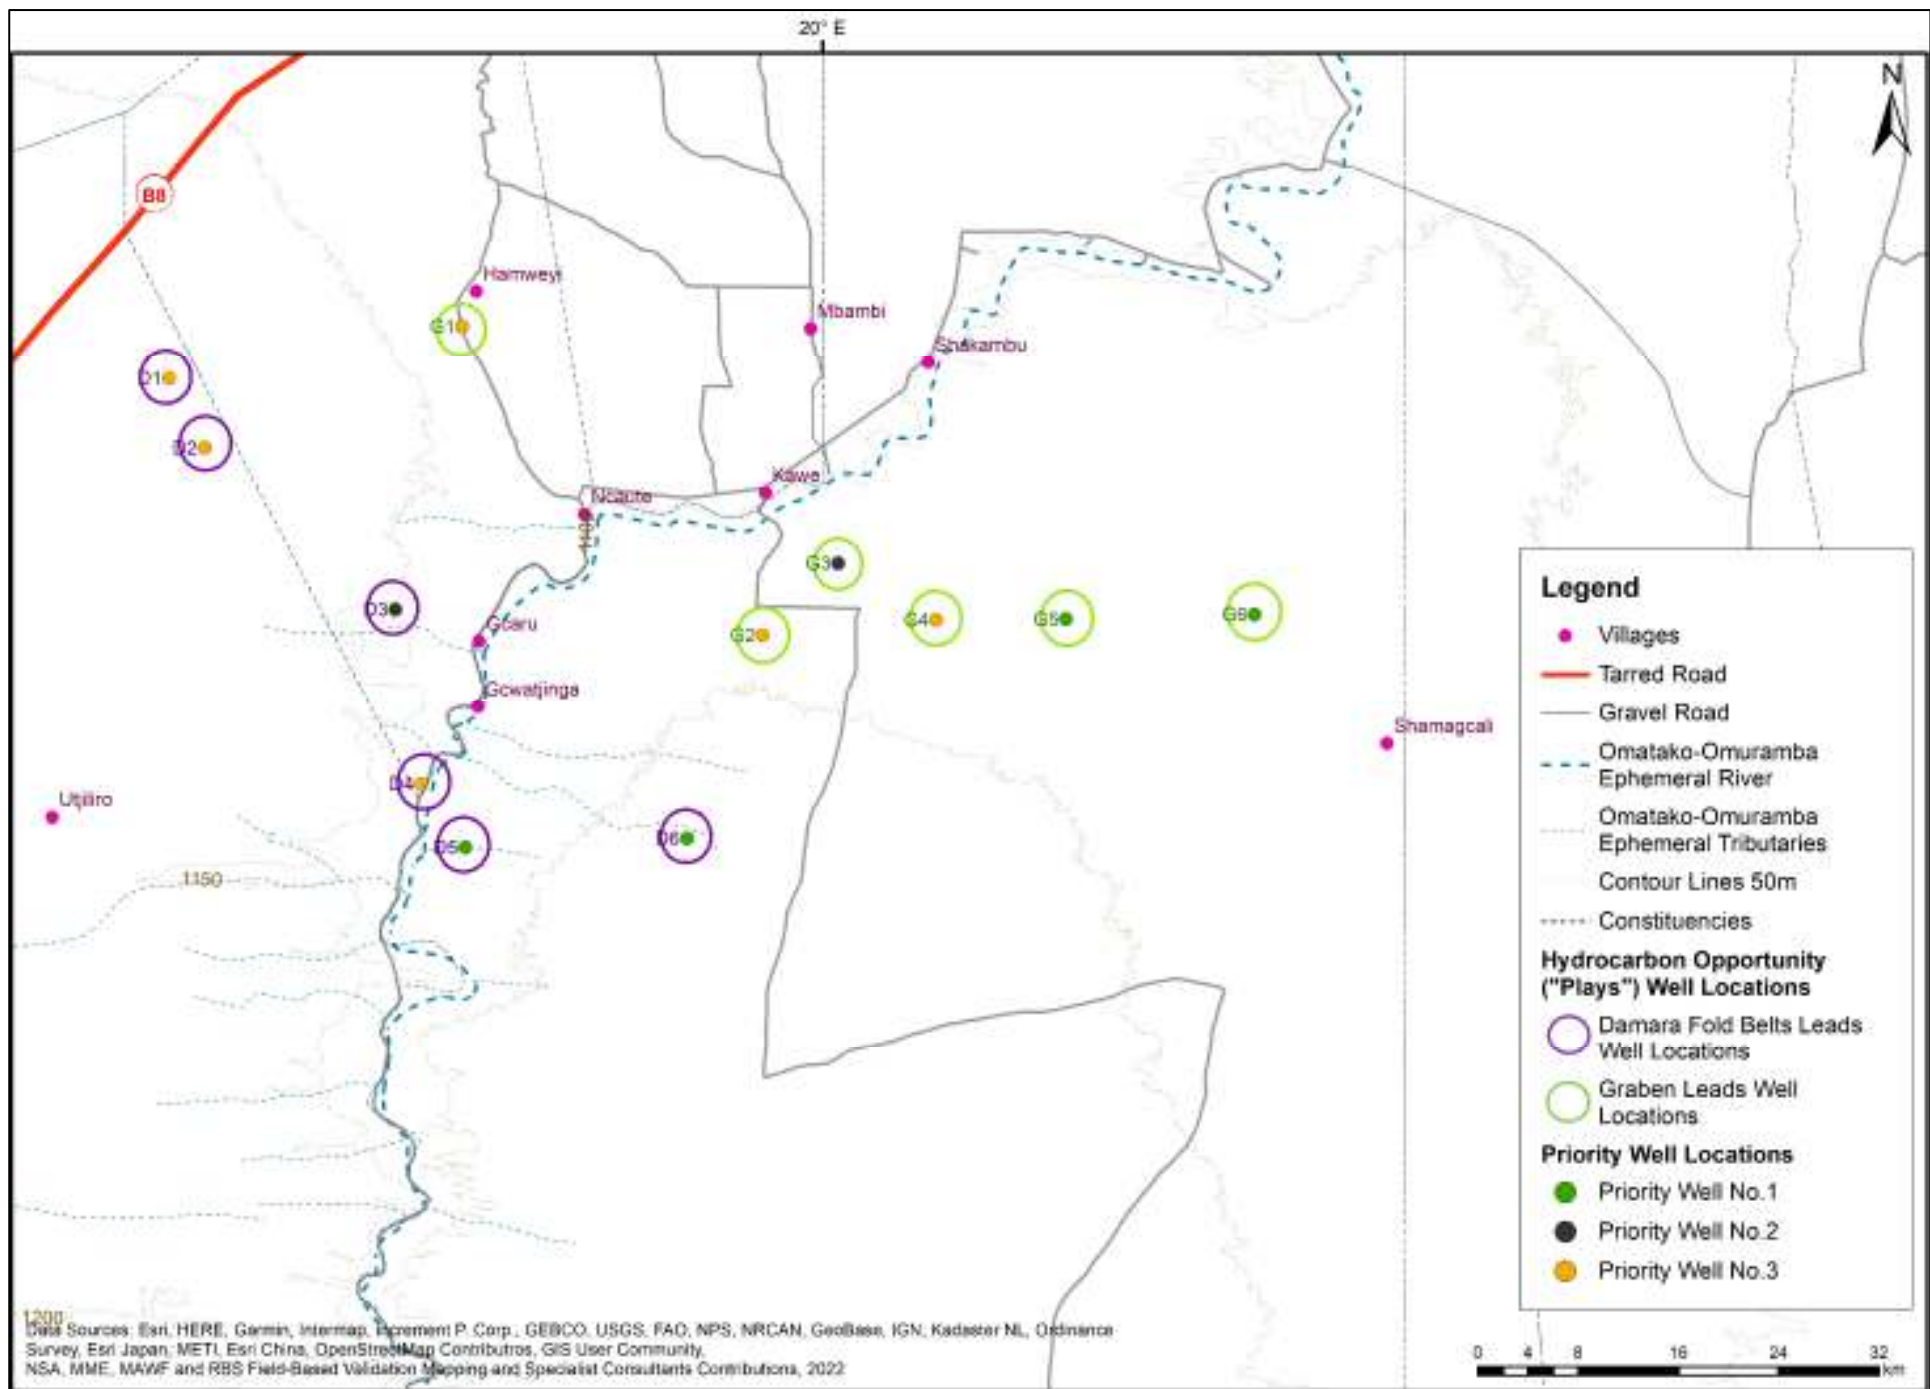 20° E
N
B8
Hamweyi
G1
Mbambi
Shakambu
D1
D2
Kawe
Ncaute
G3
D3
Gcaru
G2
G4
G5
Gcwatjinga
Shamagcali
D4
Utjiliro
D5
D6
1150
1200
Legend
Villages
Tarred Road
Gravel Road
Omatako-Omuramba
Ephemeral River
Omatako-Omuramba
Ephemeral Tributaries
Contour Lines 50m
Constituencies
Hydrocarbon Opportunity
("Plays") Well Locations
Damara Fold Belts Leads
Well Locations
Graben Leads Well
Locations
Priority Well Locations
Priority Well No.1
Priority Well No.2
Priority Well No.3
Data Sources: Esri, HERE, Garmin, Intermap, increment P Corp., GEBCO, USGS, FAO, NPS, NRCAN, GeoBase, IGN, Kadaster NL, Ordinance
Survey, Esri Japan, METI, Esri China, OpenStreetMap Contributros, GIS User Community,
NSA, MME, MAWF and RBS Field-Based Validation Mapping and Specialist Consultants Contributions, 2022
0 4 8 16 24 32
km